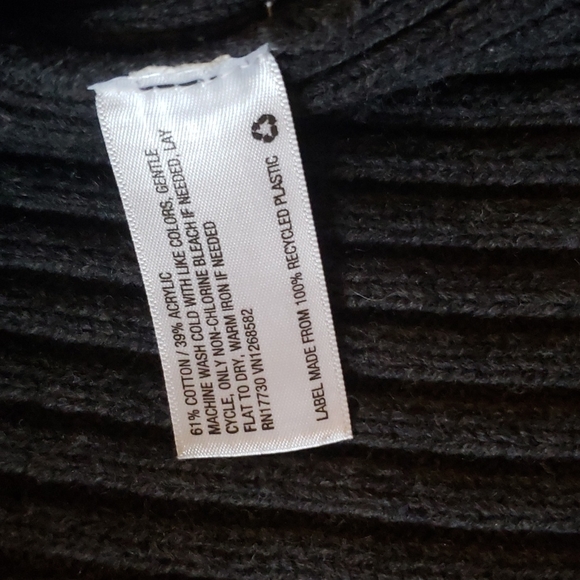 61% COTTON / 39% ACRYLIC
MACHINE WASH COLD WITH LIKE COLORS, GENTLE
CYCLE, ONLY NON-CHLORINE BLEACH IF NEEDED, LAY
FLAT TO DRY, WARM IRON IF NEEDED
RN17730 VN1268582
LABEL MADE FROM 100% RECYCLED PLASTIC